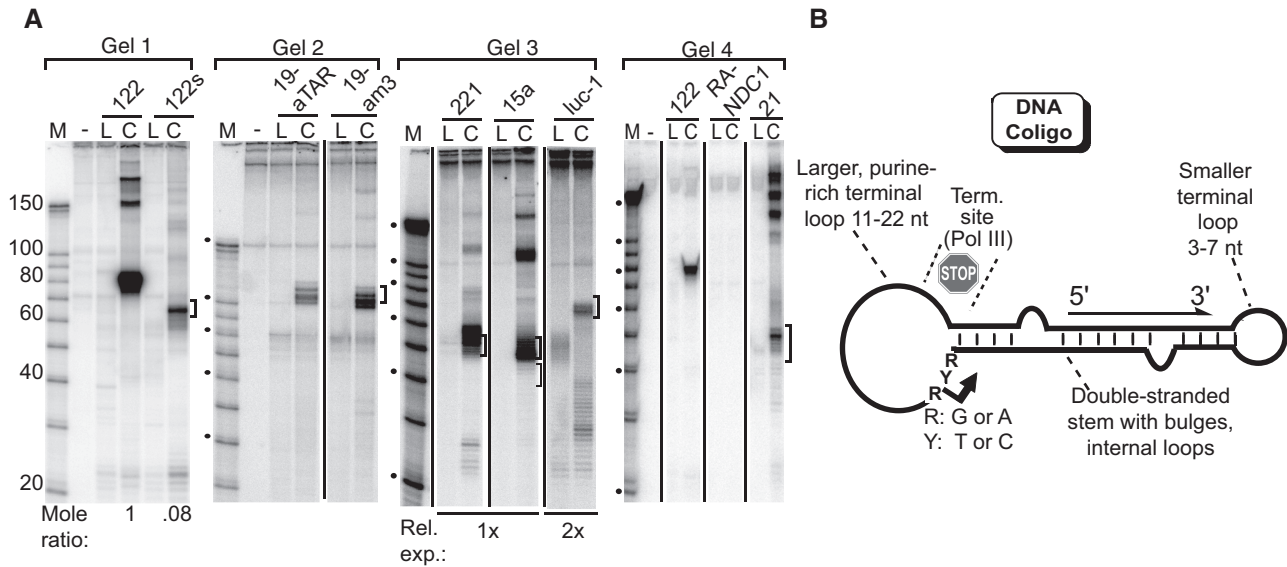 A
B
Gel 1
Gel 2
Gel 3
Gel 4
122
122s
19-
aTAR
19-
am3
221
15a
luc-1
122
RA-
NDC1
21
M - L C L C
M - L C L C
M L C L C L C
M - L C L C L C
150
100
80
60
40
20
Mole
ratio:
1
.08
Rel.
exp.:
1x
2x
DNA
Coligo
Larger, purine-
rich terminal
loop 11-22 nt
Term.
site
(Pol III)
STOP
Smaller
terminal
loop
3-7 nt
5'
3'
R
Y
R
R: G or A
Y: T or C
Double-stranded
stem with bulges,
internal loops